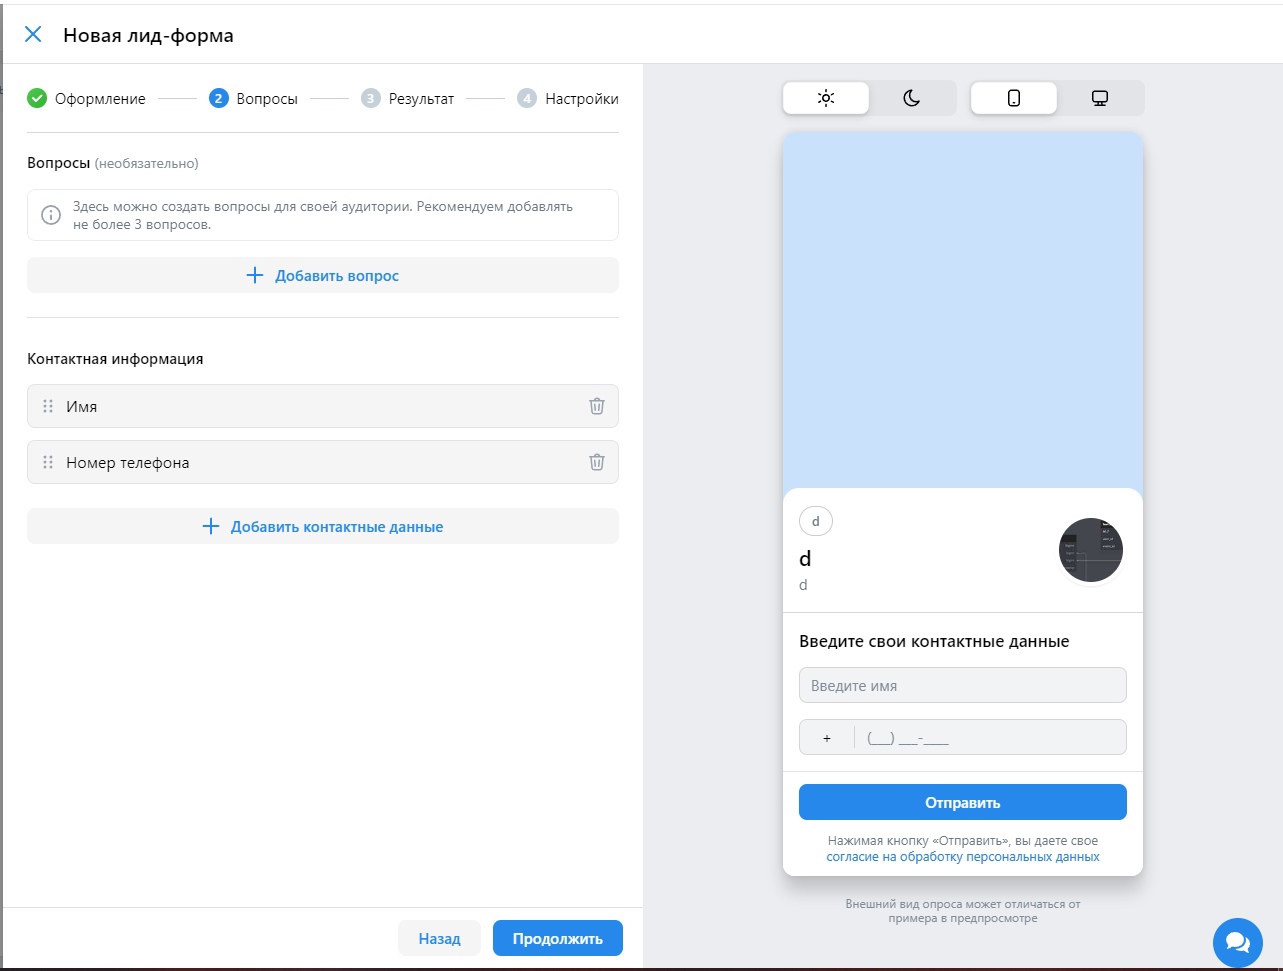 Новая лид-форма
Оформление
2 Вопросы
3 Результат
4 Настройки
Вопросы (необязательно)
Здесь можно создать вопросы для своей аудитории. Рекомендуем добавлять
не более 3 вопросов.
Добавить вопрос
Контактная информация
Имя
Номер телефона
Добавить контактные данные
Назад
Продолжить
d
d
d
Введите свои контактные данные
Введите имя
+ (___) ___-____
Отправить
Нажимая кнопку «Отправить», вы даете свое
согласие на обработку персональных данных
Внешний вид опроса может отличаться от
примера в предпросмотре